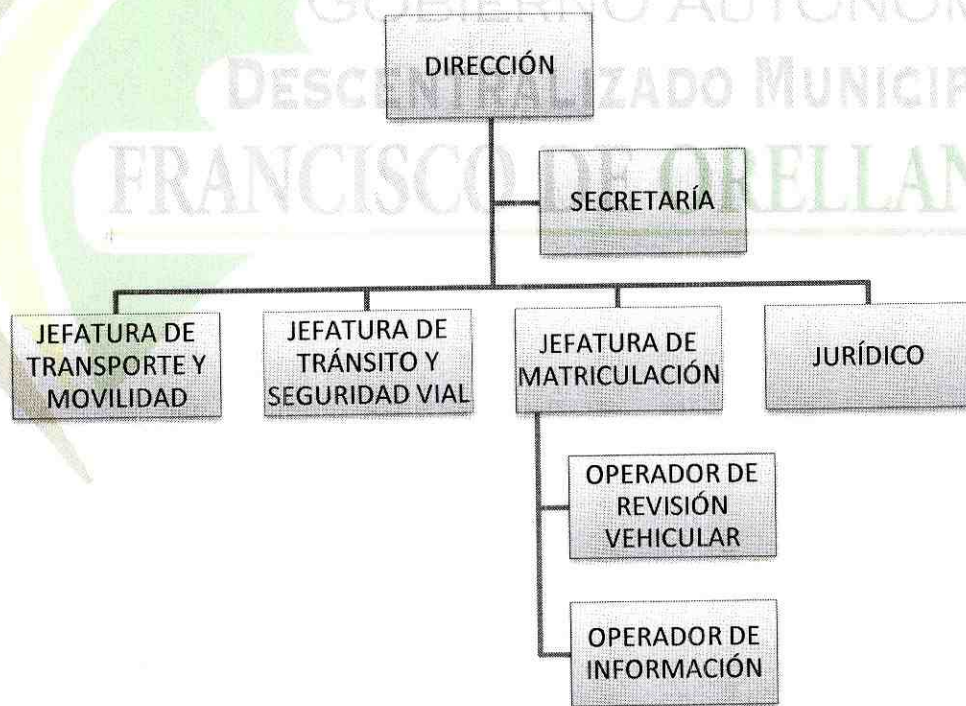 GOBIERNO AUTÓNOM
DESCENTRALIZADO MUNICIP
FRANCISCO DE ORELLAN
DIRECCIÓN
SECRETARÍA
JEFATURA DE
TRANSPORTE Y
MOVILIDAD
JEFATURA DE
TRÁNSITO Y
SEGURIDAD VIAL
JEFATURA DE
MATRICULACIÓN
JURÍDICO
OPERADOR DE
REVISIÓN
VEHICULAR
OPERADOR DE
INFORMACIÓN